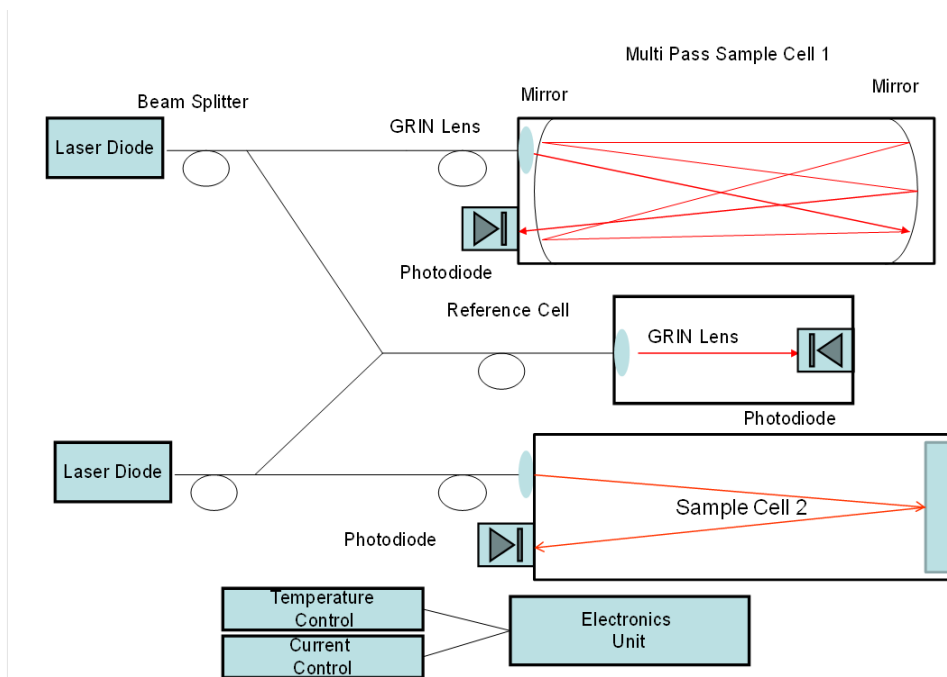 Multi Pass Sample Cell 1
Mirror
Mirror
Beam Splitter
GRIN Lens
Laser Diode
Photodiode
Reference Cell
GRIN Lens
Photodiode
Laser Diode
Sample Cell 2
Photodiode
Temperature
Control
Current
Control
Electronics
Unit